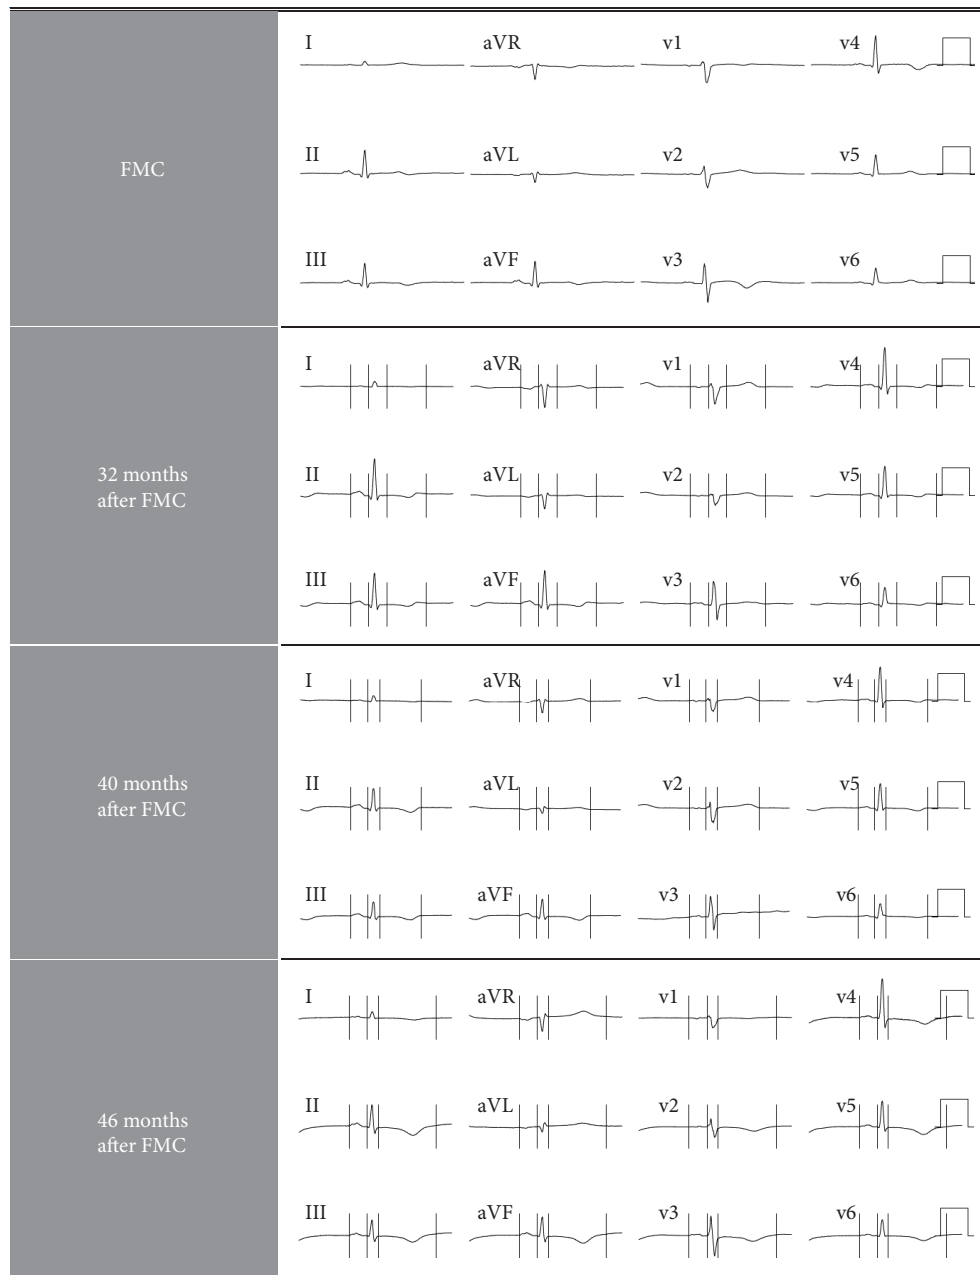 I aVR v1 v4
FMC
II aVL v2 v5
III aVF v3 v6
I aVR v1 v4
32 months
after FMC
II aVL v2 v5
III aVF v3 v6
I aVR v1 v4
40 months
after FMC
II aVL v2 v5
III aVF v3 v6
I aVR v1 v4
46 months
after FMC
II aVL v2 v5
III aVF v3 v6